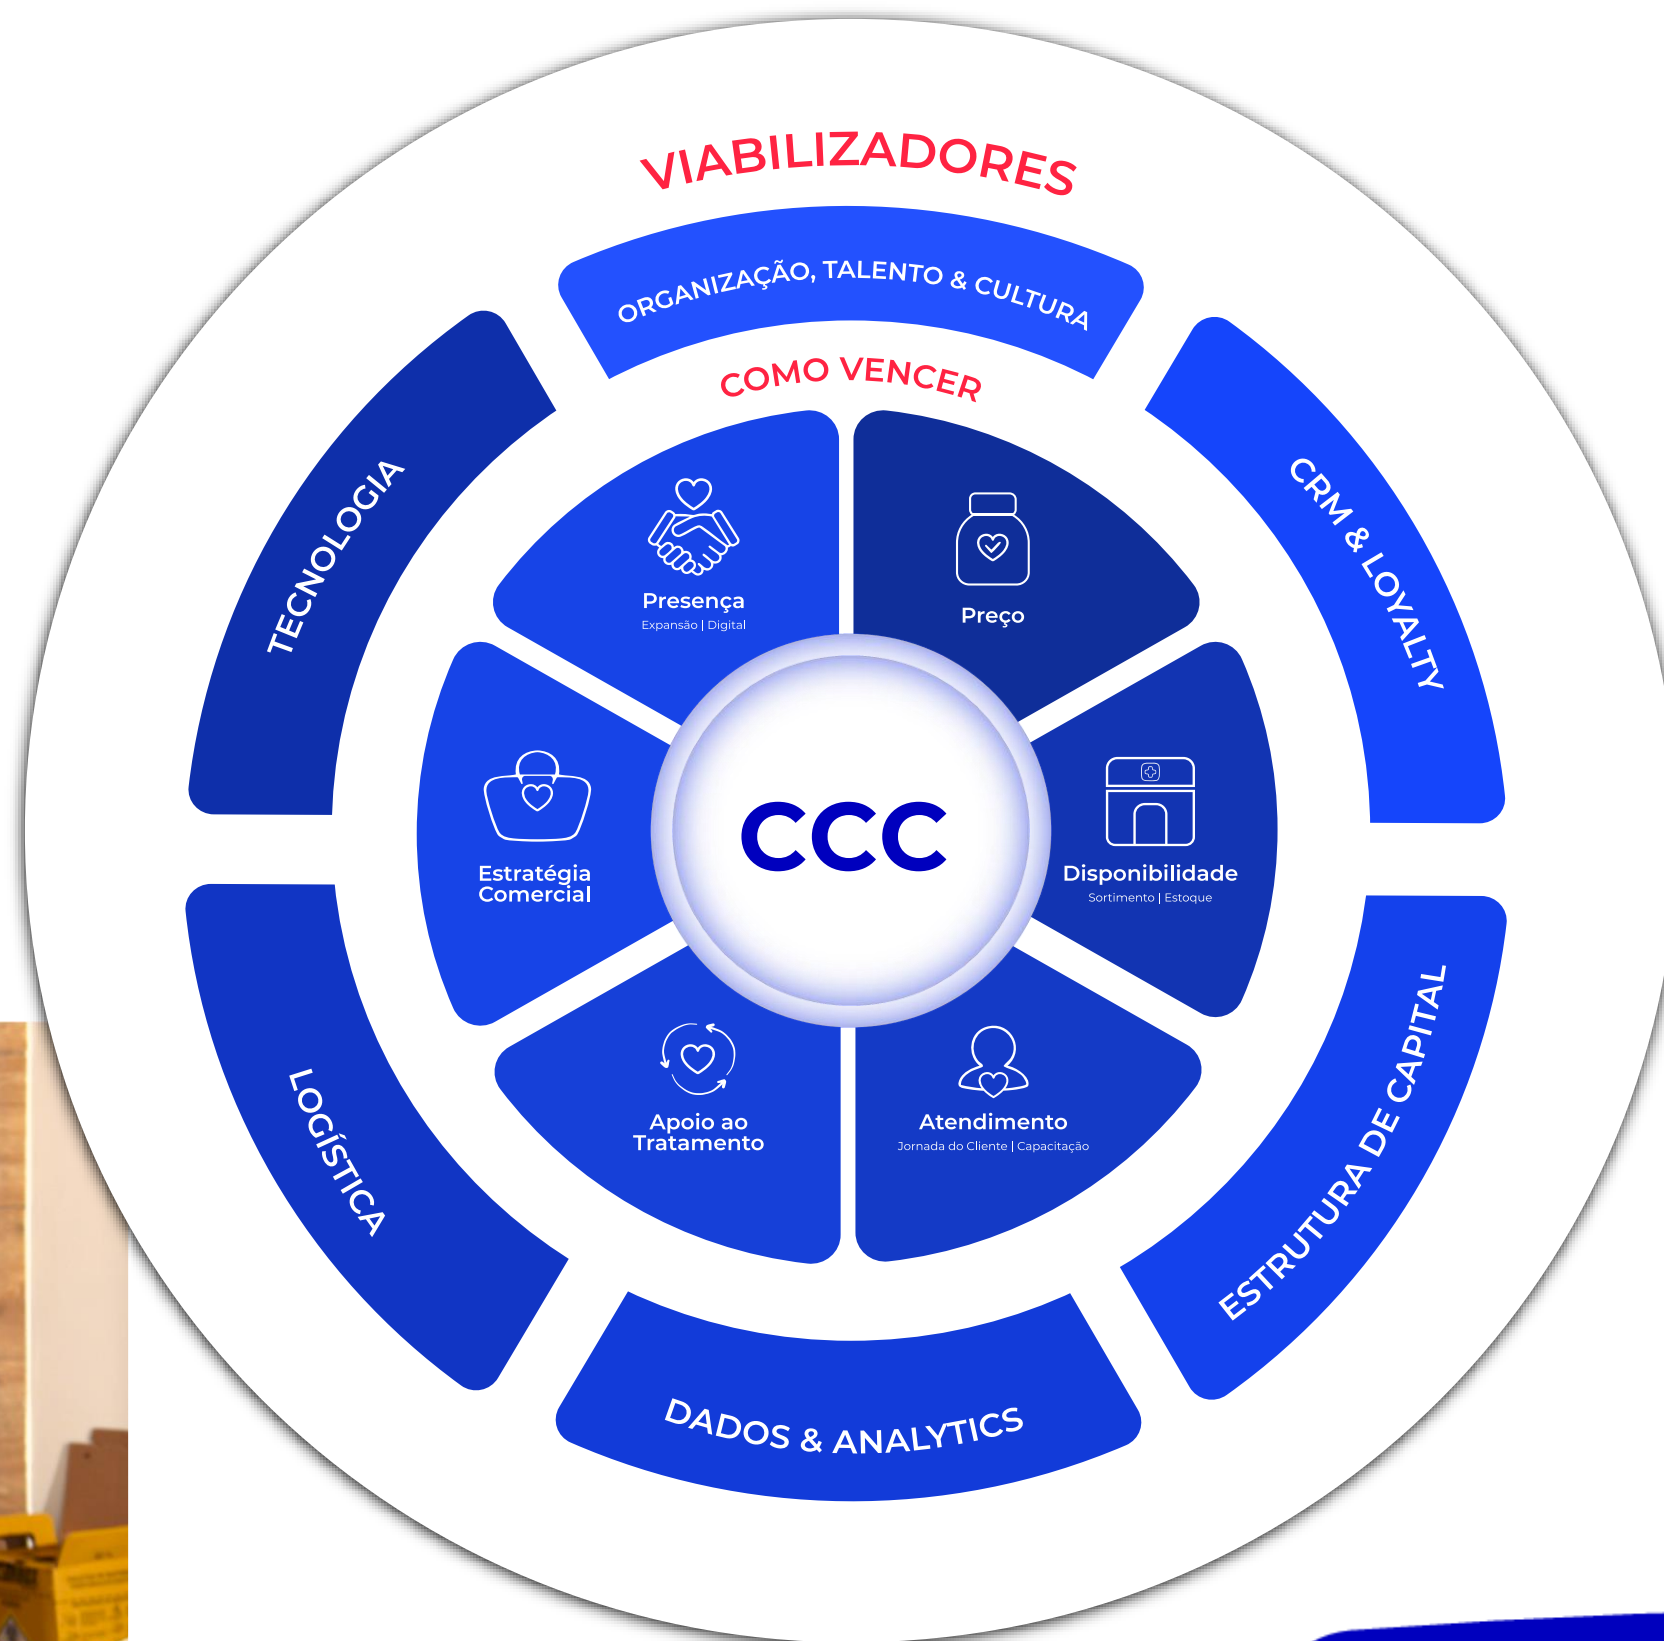 VIABILIZADORES
ORGANIZAÇÃO, TALENTO & CULTURA
COMO VENCER
TECNOLOGIA
CRM & LOYALTY
Presença
Expansão | Digital
Preço
Estratégia
Comercial
CCC
Disponibilidade
Sortimento | Estoque
Apoio ao
Tratamento
Atendimento
Jornada do Cliente | Capacitação
LOGÍSTICA
ESTRUTURA DE CAPITAL
DADOS & ANALYTICS